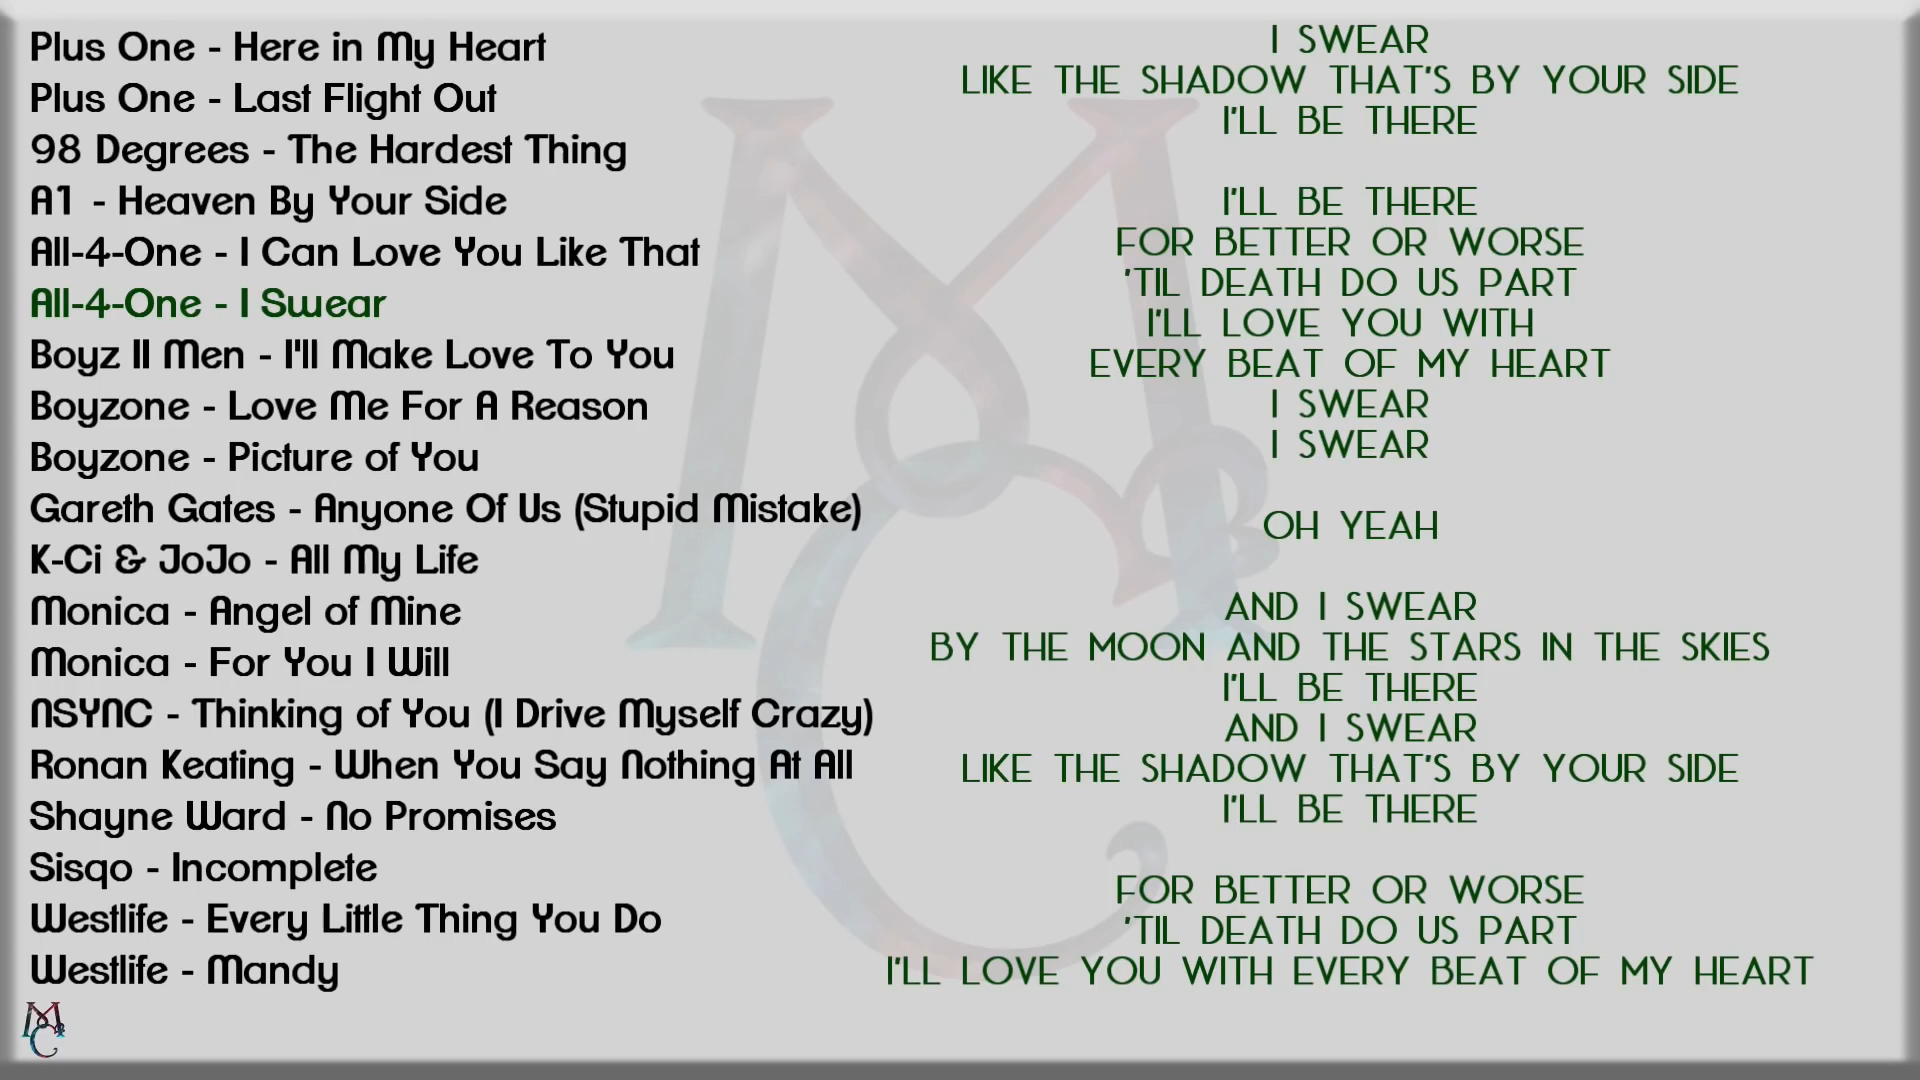 Plus One - Here in My Heart
Plus One - Last Flight Out
98 Degrees - The Hardest Thing
A1 - Heaven By Your Side
All-4-One - I Can Love You Like That
All-4-One - I Swear
Boyz II Men - I'll Make Love To You
Boyzone - Love Me For A Reason
Boyzone - Picture of You
Gareth Gates - Anyone Of Us (Stupid Mistake)
K-Ci & JoJo - All My Life
Monica - Angel of Mine
Monica - For You I Will
NSYNC - Thinking of You (I Drive Myself Crazy)
Ronan Keating - When You Say Nothing At All
Shayne Ward - No Promises
Sisqo - Incomplete
Westlife - Every Little Thing You Do
Westlife - Mandy
I SWEAR
LIKE THE SHADOW THAT'S BY YOUR SIDE
I'LL BE THERE
I'LL BE THERE
FOR BETTER OR WORSE
'TIL DEATH DO US PART
I'LL LOVE YOU WITH
EVERY BEAT OF MY HEART
I SWEAR
I SWEAR
OH YEAH
AND I SWEAR
BY THE MOON AND THE STARS IN THE SKIES
I'LL BE THERE
AND I SWEAR
LIKE THE SHADOW THAT'S BY YOUR SIDE
I'LL BE THERE
FOR BETTER OR WORSE
'TIL DEATH DO US PART
I'LL LOVE YOU WITH EVERY BEAT OF MY HEART